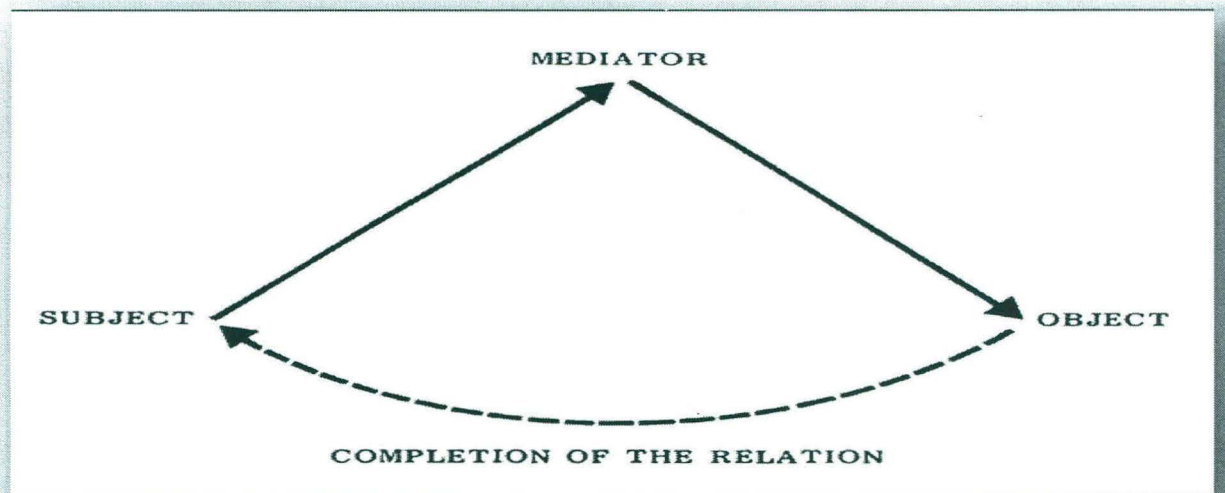 MEDIATOR
SUBJECT
OBJECT
COMPLETION OF THE RELATION